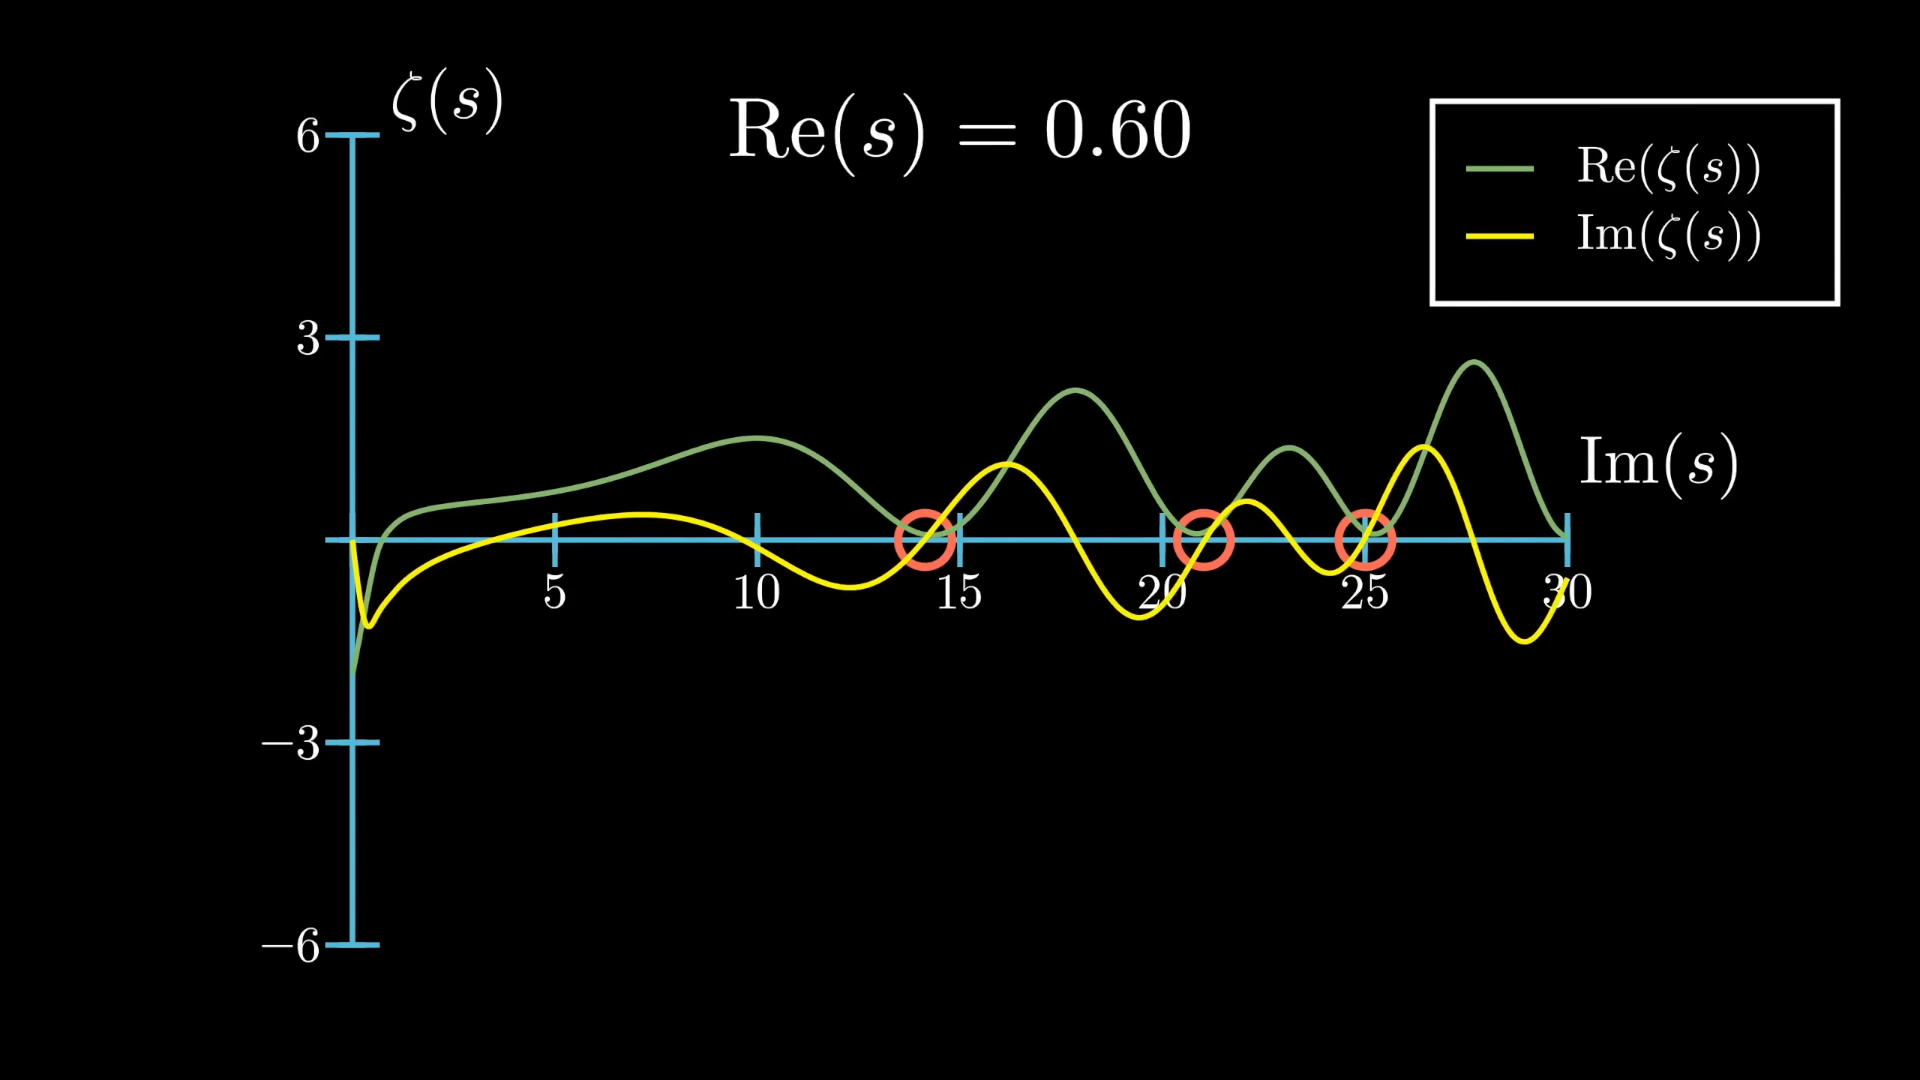 ζ(s)
Re(s) = 0.60
Re(ζ(s))
Im(ζ(s))
6
3
−3
−6
Im(s)
5 10 15 20 25 30